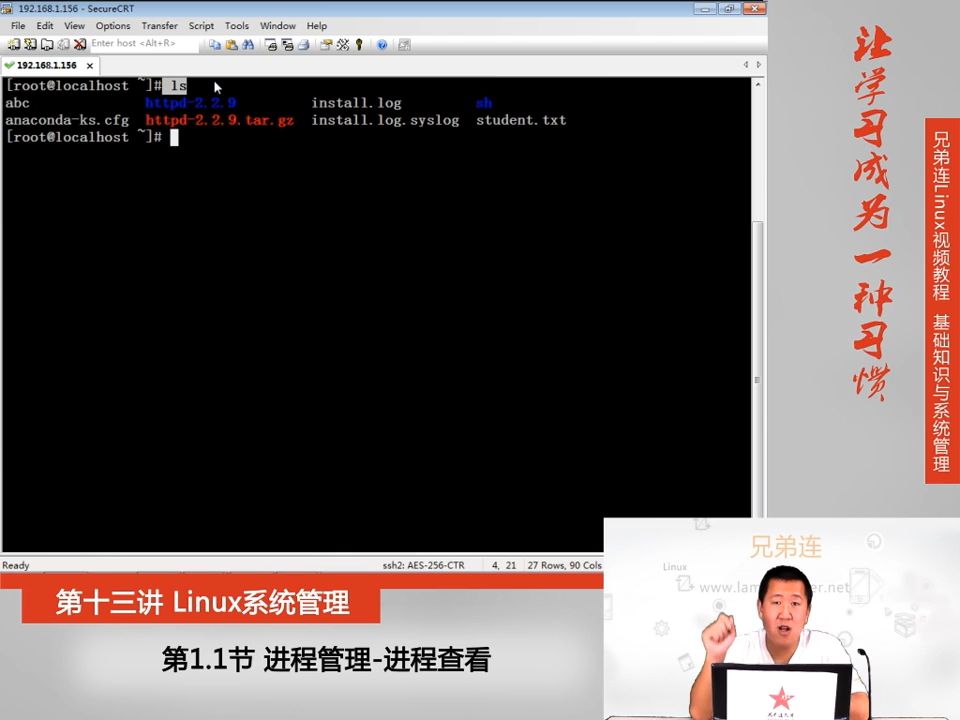 192.168.1.156 - SecureCRT
File Edit View Options Transfer Script Tools Window Help
Enter host <Alt+R>
192.168.1.156
[root@localhost ~]# ls
abc httpd-2.2.9 install.log sh
anaconda-ks.cfg httpd-2.2.9.tar.gz install.log.syslog student.txt
[root@localhost ~]#
Ready ssh2: AES-256-CTR 4, 21 27 Rows, 90 Cols
让学习成为一种习惯
兄弟连Linux视频教程 基础知识与系统管理
第十三讲 Linux系统管理
第1.1节 进程管理-进程查看
兄弟连
Linux